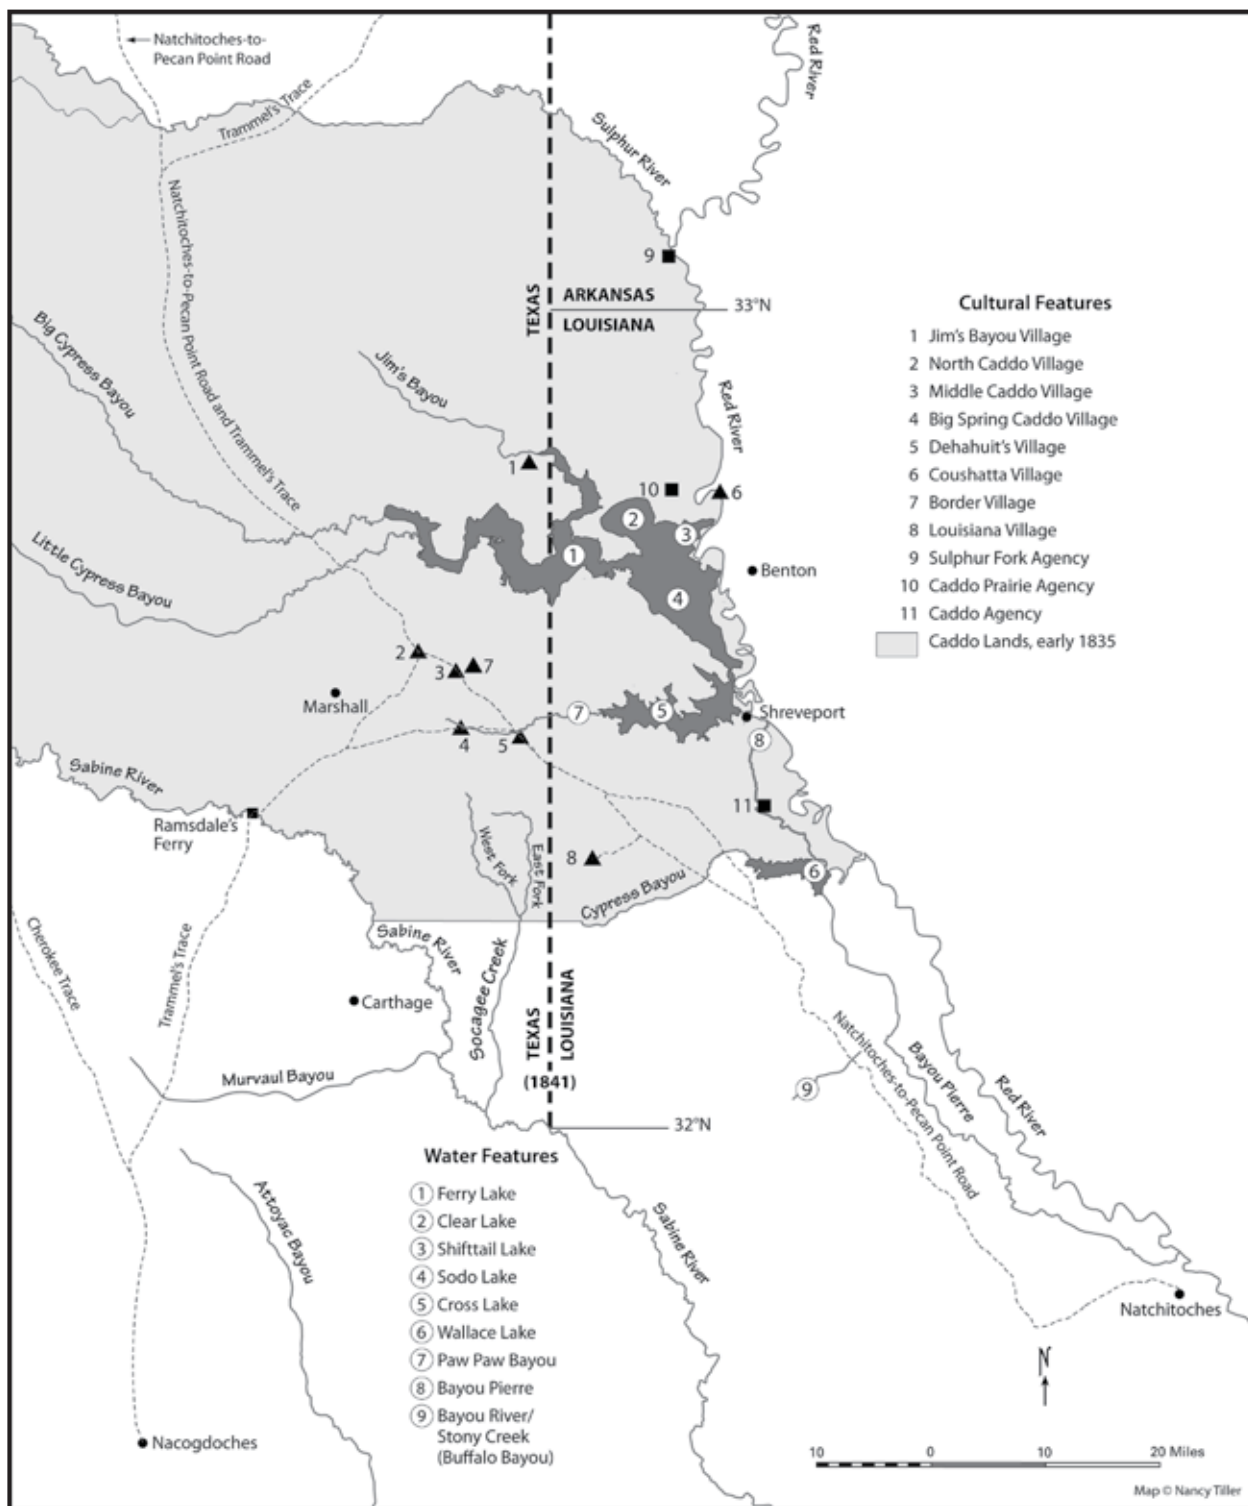 Natchitoches-to-
Pecan Point Road
Trammel's Trace
Red River
Sulphur River
Natchitoches-to-Pecan Point Road and Trammel's Trace
9
TEXAS
ARKANSAS
LOUISIANA
33°N
Big Cypress Bayou
Jim's Bayou
Red River
1
10
6
2
3
1
4
Benton
Little Cypress Bayou
2
3
7
Marshall
4
5
7
5
Shreveport
8
Sabine River
Ramsdale's
Ferry
West Fork
East Fork
8
11
Cypress Bayou
6
Cherokee Trace
Trammel's Trace
Sabine River
Carthage
Socagee Creek
TEXAS
LOUISIANA
(1841)
Murvaul Bayou
Natchitoches-to-Pecan Point Road
Bayou Pierre
Red River
9
32°N
Attoyac Bayou
Sabine River
Natchitoches
Nacogdoches
Cultural Features
1 Jim's Bayou Village
2 North Caddo Village
3 Middle Caddo Village
4 Big Spring Caddo Village
5 Dehahuit's Village
6 Coushatta Village
7 Border Village
8 Louisiana Village
9 Sulphur Fork Agency
10 Caddo Prairie Agency
11 Caddo Agency
Caddo Lands, early 1835
Water Features
1 Ferry Lake
2 Clear Lake
3 Shifttail Lake
4 Sodo Lake
5 Cross Lake
6 Wallace Lake
7 Paw Paw Bayou
8 Bayou Pierre
9 Bayou River/
Stony Creek
(Buffalo Bayou)
N
10 0 10 20 Miles
Map © Nancy Tiller